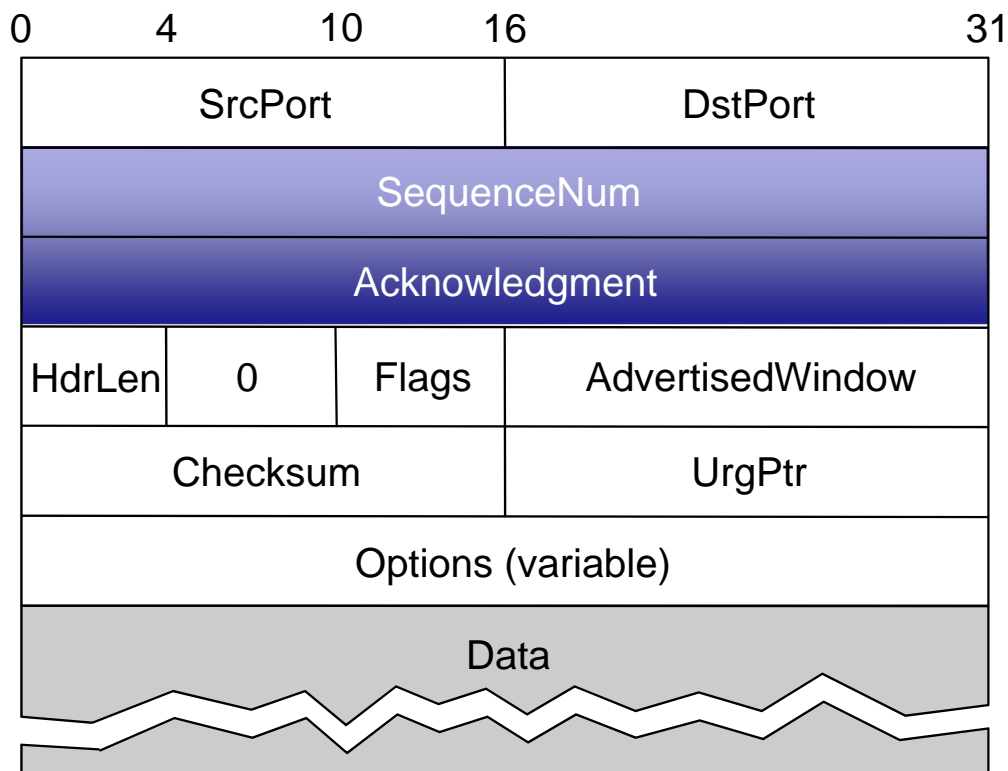 0 4 10 16 31
SrcPort DstPort
SequenceNum
Acknowledgment
HdrLen 0 Flags AdvertisedWindow
Checksum UrgPtr
Options (variable)
Data